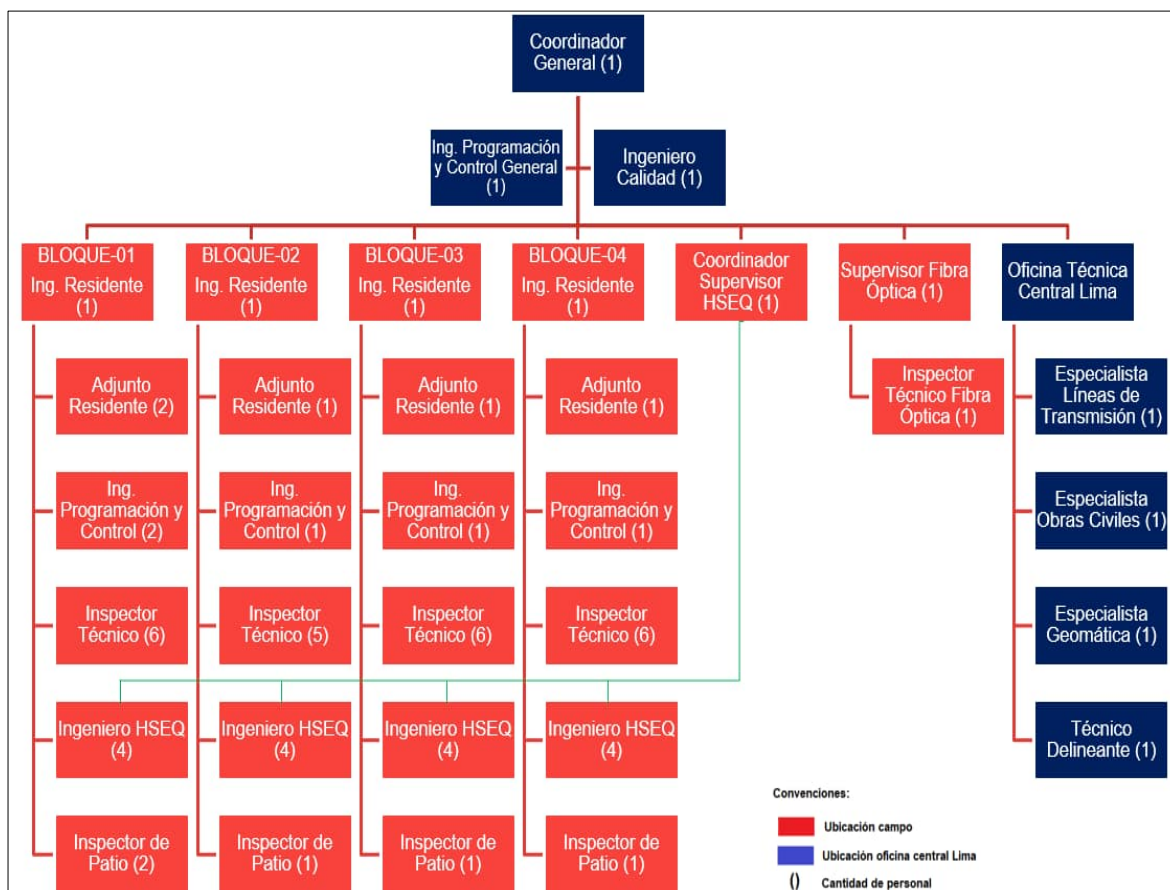 Coordinador
General (1)
Ing. Programación
y Control General
(1)
Ingeniero
Calidad (1)
BLOQUE-01
Ing. Residente
(1)
BLOQUE-02
Ing. Residente
(1)
BLOQUE-03
Ing. Residente
(1)
BLOQUE-04
Ing. Residente
(1)
Coordinador
Supervisor
HSEQ (1)
Supervisor Fibra
Óptica (1)
Oficina Técnica
Central Lima
Adjunto
Residente (2)
Adjunto
Residente (1)
Adjunto
Residente (1)
Adjunto
Residente (1)
Inspector
Técnico Fibra
Óptica (1)
Especialista
Líneas de
Transmisión (1)
Ing.
Programación y
Control (2)
Ing.
Programación y
Control (1)
Ing.
Programación y
Control (1)
Ing.
Programación y
Control (1)
Especialista
Obras Civiles (1)
Inspector
Técnico (6)
Inspector
Técnico (5)
Inspector
Técnico (6)
Inspector
Técnico (6)
Especialista
Geomática (1)
Ingeniero HSEQ
(4)
Ingeniero HSEQ
(4)
Ingeniero HSEQ
(4)
Ingeniero HSEQ
(4)
Técnico
Delineante (1)
Inspector de
Patio (2)
Inspector de
Patio (1)
Inspector de
Patio (1)
Inspector de
Patio (1)
Convenciones:
Ubicación campo
Ubicación oficina central Lima
() Cantidad de personal